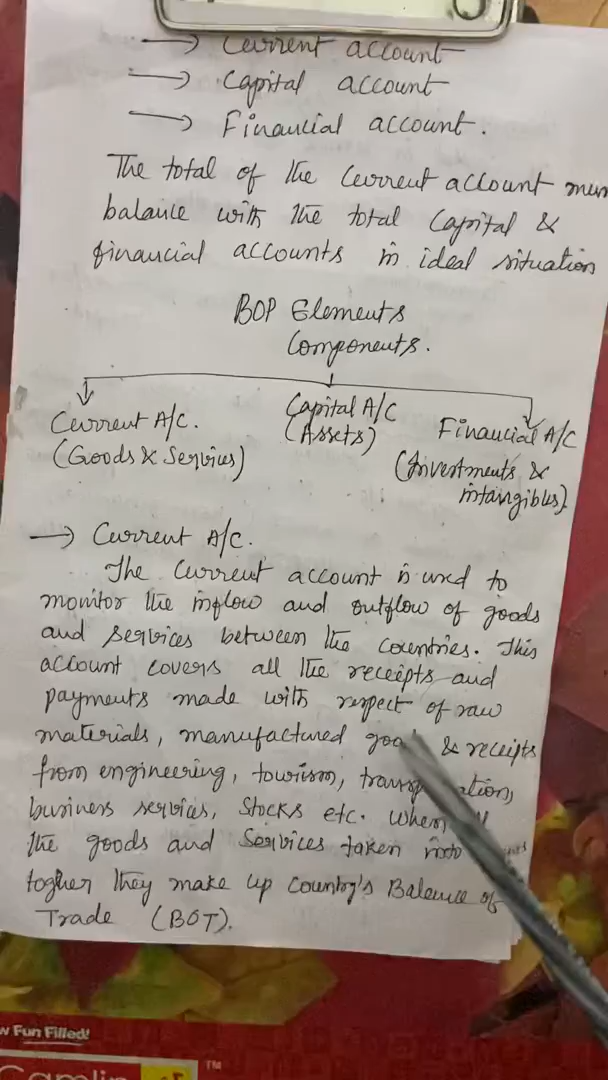 → Current account
→ Capital account
→ Financial account.
The total of the Current account
balance with the total Capital &
financial accounts in ideal situation
BOP Elements
Components.
Current A/C. Capital A/C Financial A/C
(Goods & Services) (Assets) (Investments &
intangibles)
→ Current A/C.
The Current account is used to
monitor the inflow and outflow of goods
and services between the Countries. This
account covers all the receipts and
payments made with respect of raw
materials, manufactured & receipts
from engineering, tourism,
business services, Stocks etc.
the goods and Services taken into
togher they make up Country's Balance of
Trade (BOT).
w Fun Filled!
Camlin
TM